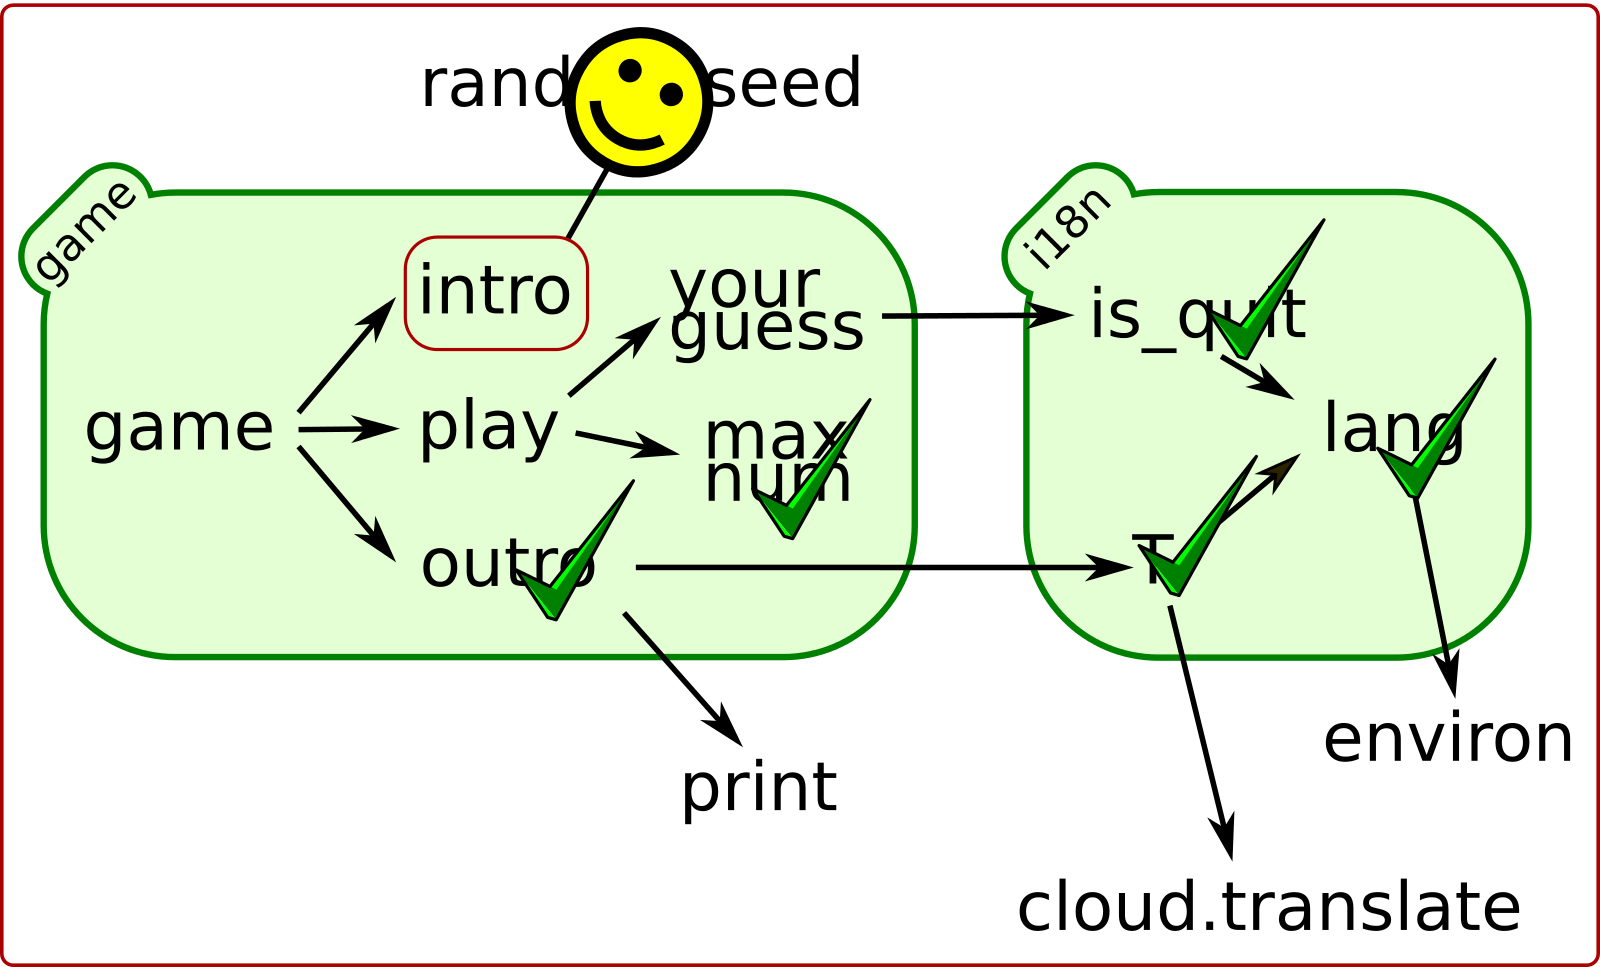 rand seed
game
i18n
intro
your
guess
is_quit
game
play
max
num
lang
outro
T
print
environ
cloud.translate